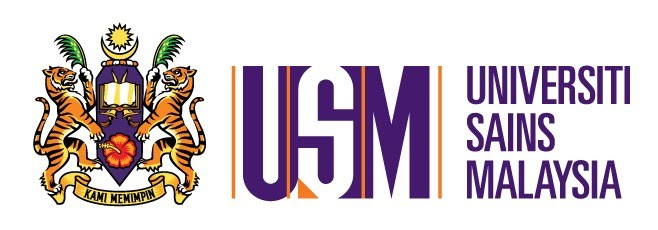 KAMI MEMIMPIN
USM
UNIVERSITI
SAINS
MALAYSIA